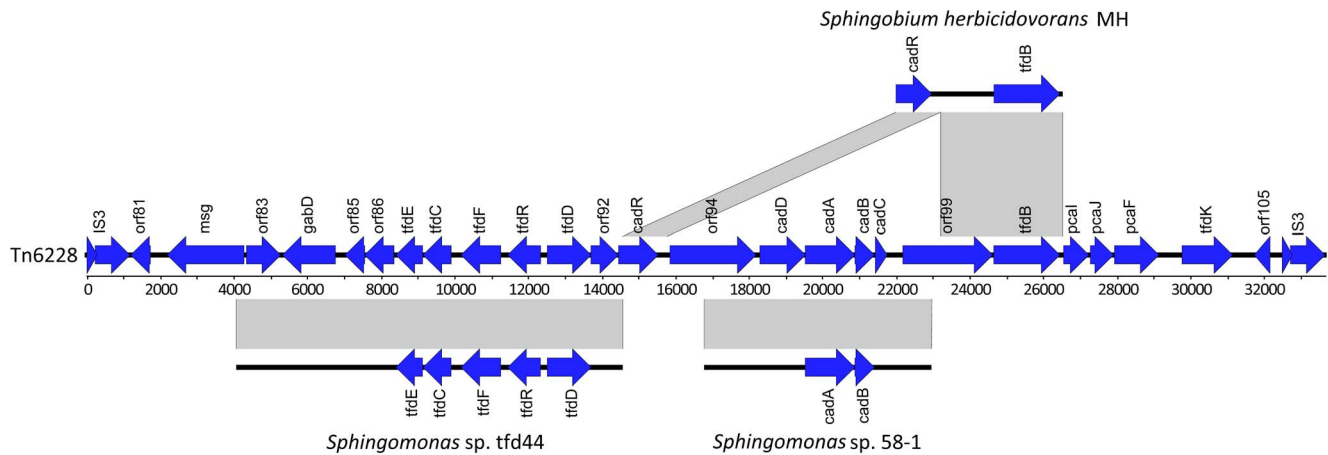 Sphingobium herbicidovorans MH
cadR tfdB
IS3 orf81 msg orf83 gabD orf85 orf86 tfdE tfdC tfdF tfdR tfdD orf92 cadR orf94 cadD cadA cadB cadC orf99 tfdB pcaI pcaJ pcaF tfdK orf105 IS3
Tn6228
0 2000 4000 6000 8000 10000 12000 14000 16000 18000 20000 22000 24000 26000 28000 30000 32000
tfdE tfdC tfdF tfdR tfdD cadA cadB
Sphingomonas sp. tfd44 Sphingomonas sp. 58-1